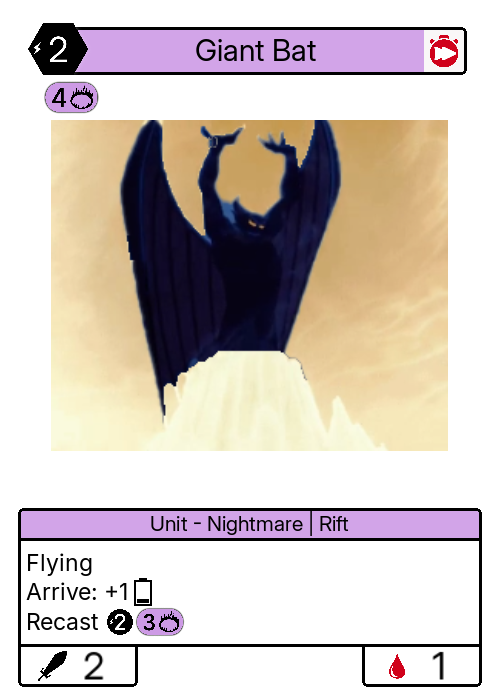 2
Giant Bat
4
Unit - Nightmare | Rift
Flying
Arrive: +1
Recast 2 3
2
1